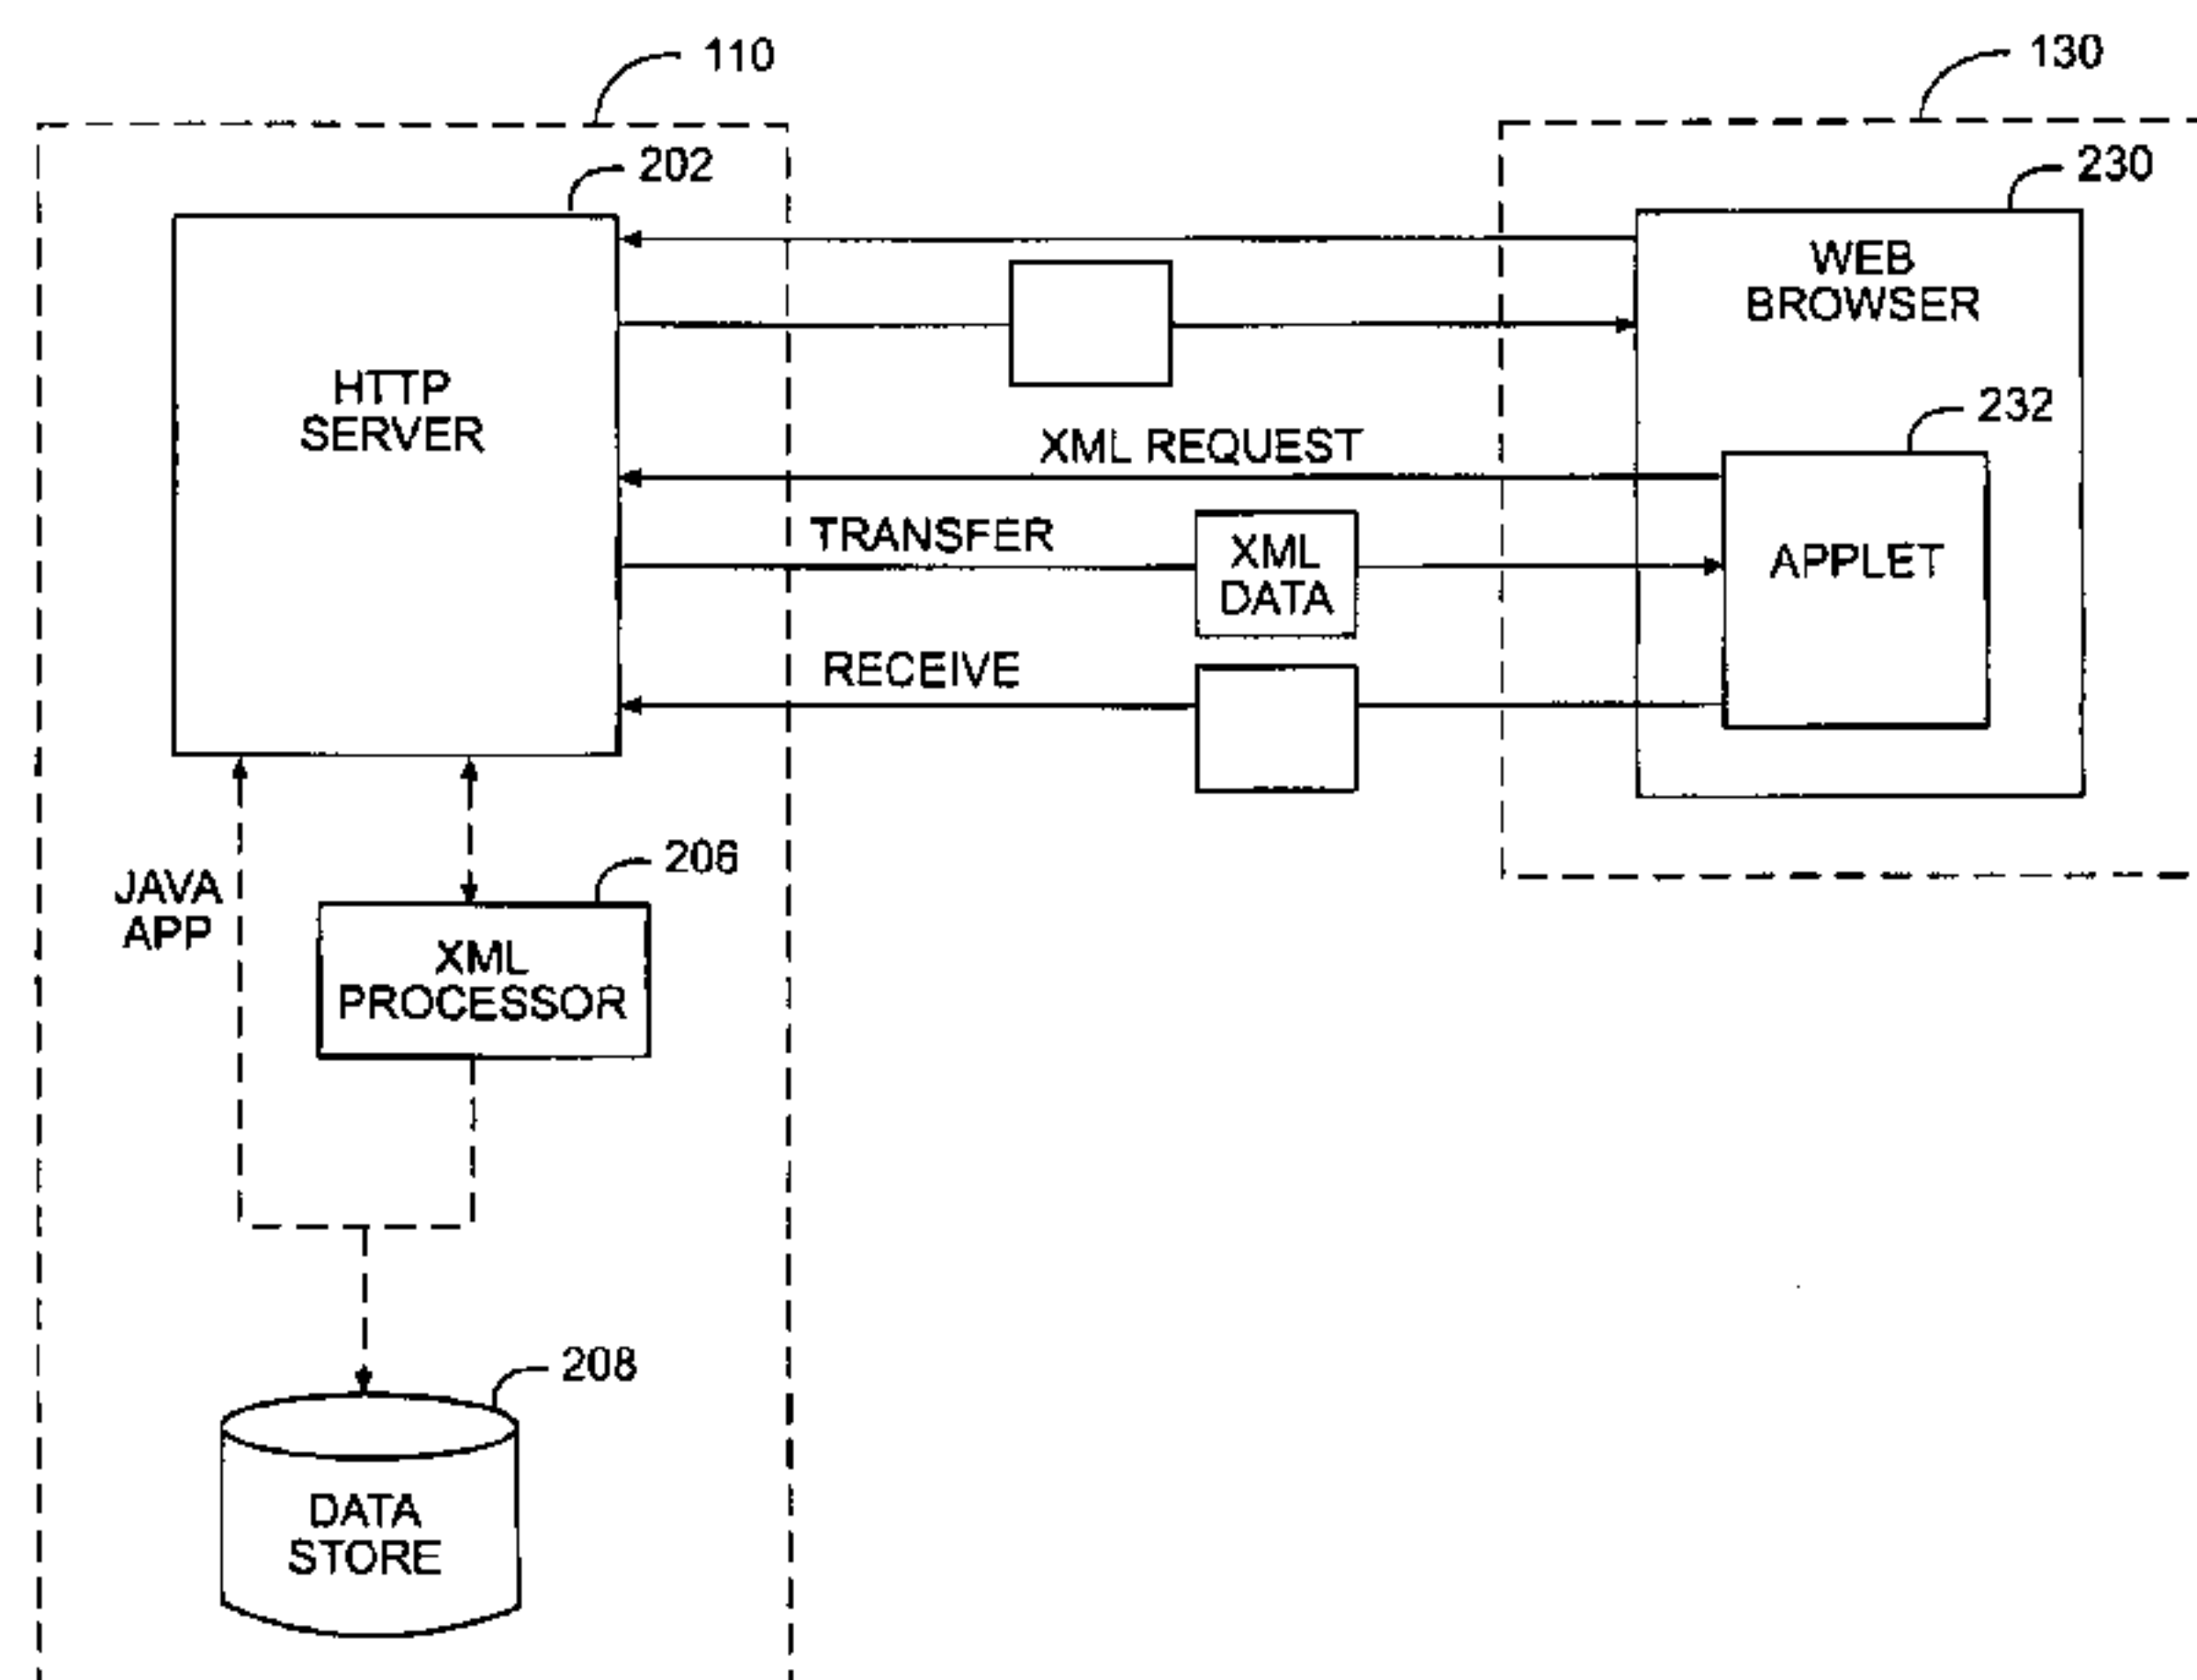 110
130
202
230
WEB
BROWSER
HTTP
SERVER
232
XML REQUEST
TRANSFER
XML
DATA
APPLET
RECEIVE
206
JAVA
APP
XML
PROCESSOR
208
DATA
STORE